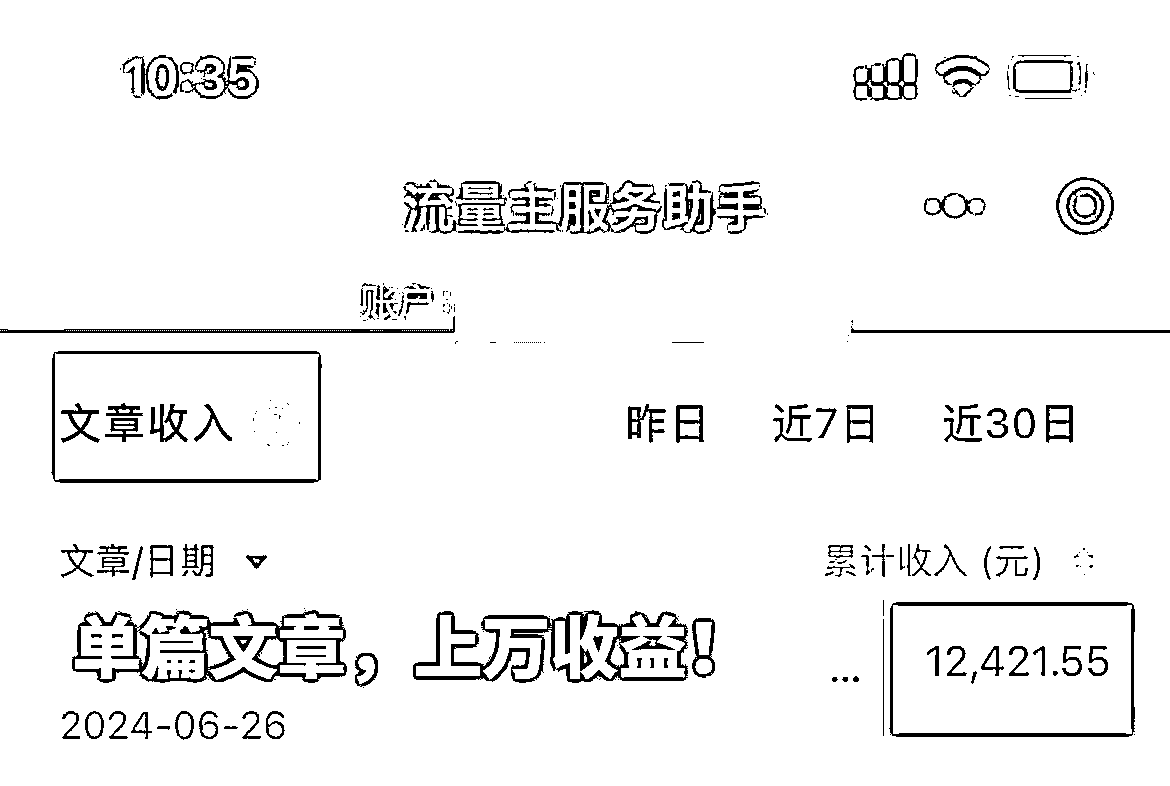 10:35
流量主服务助手
账户:
文章收入
昨日 近7日 近30日
文章/日期 累计收入 (元)
单篇文章，上万收益!
... 12,421.55
2024-06-26